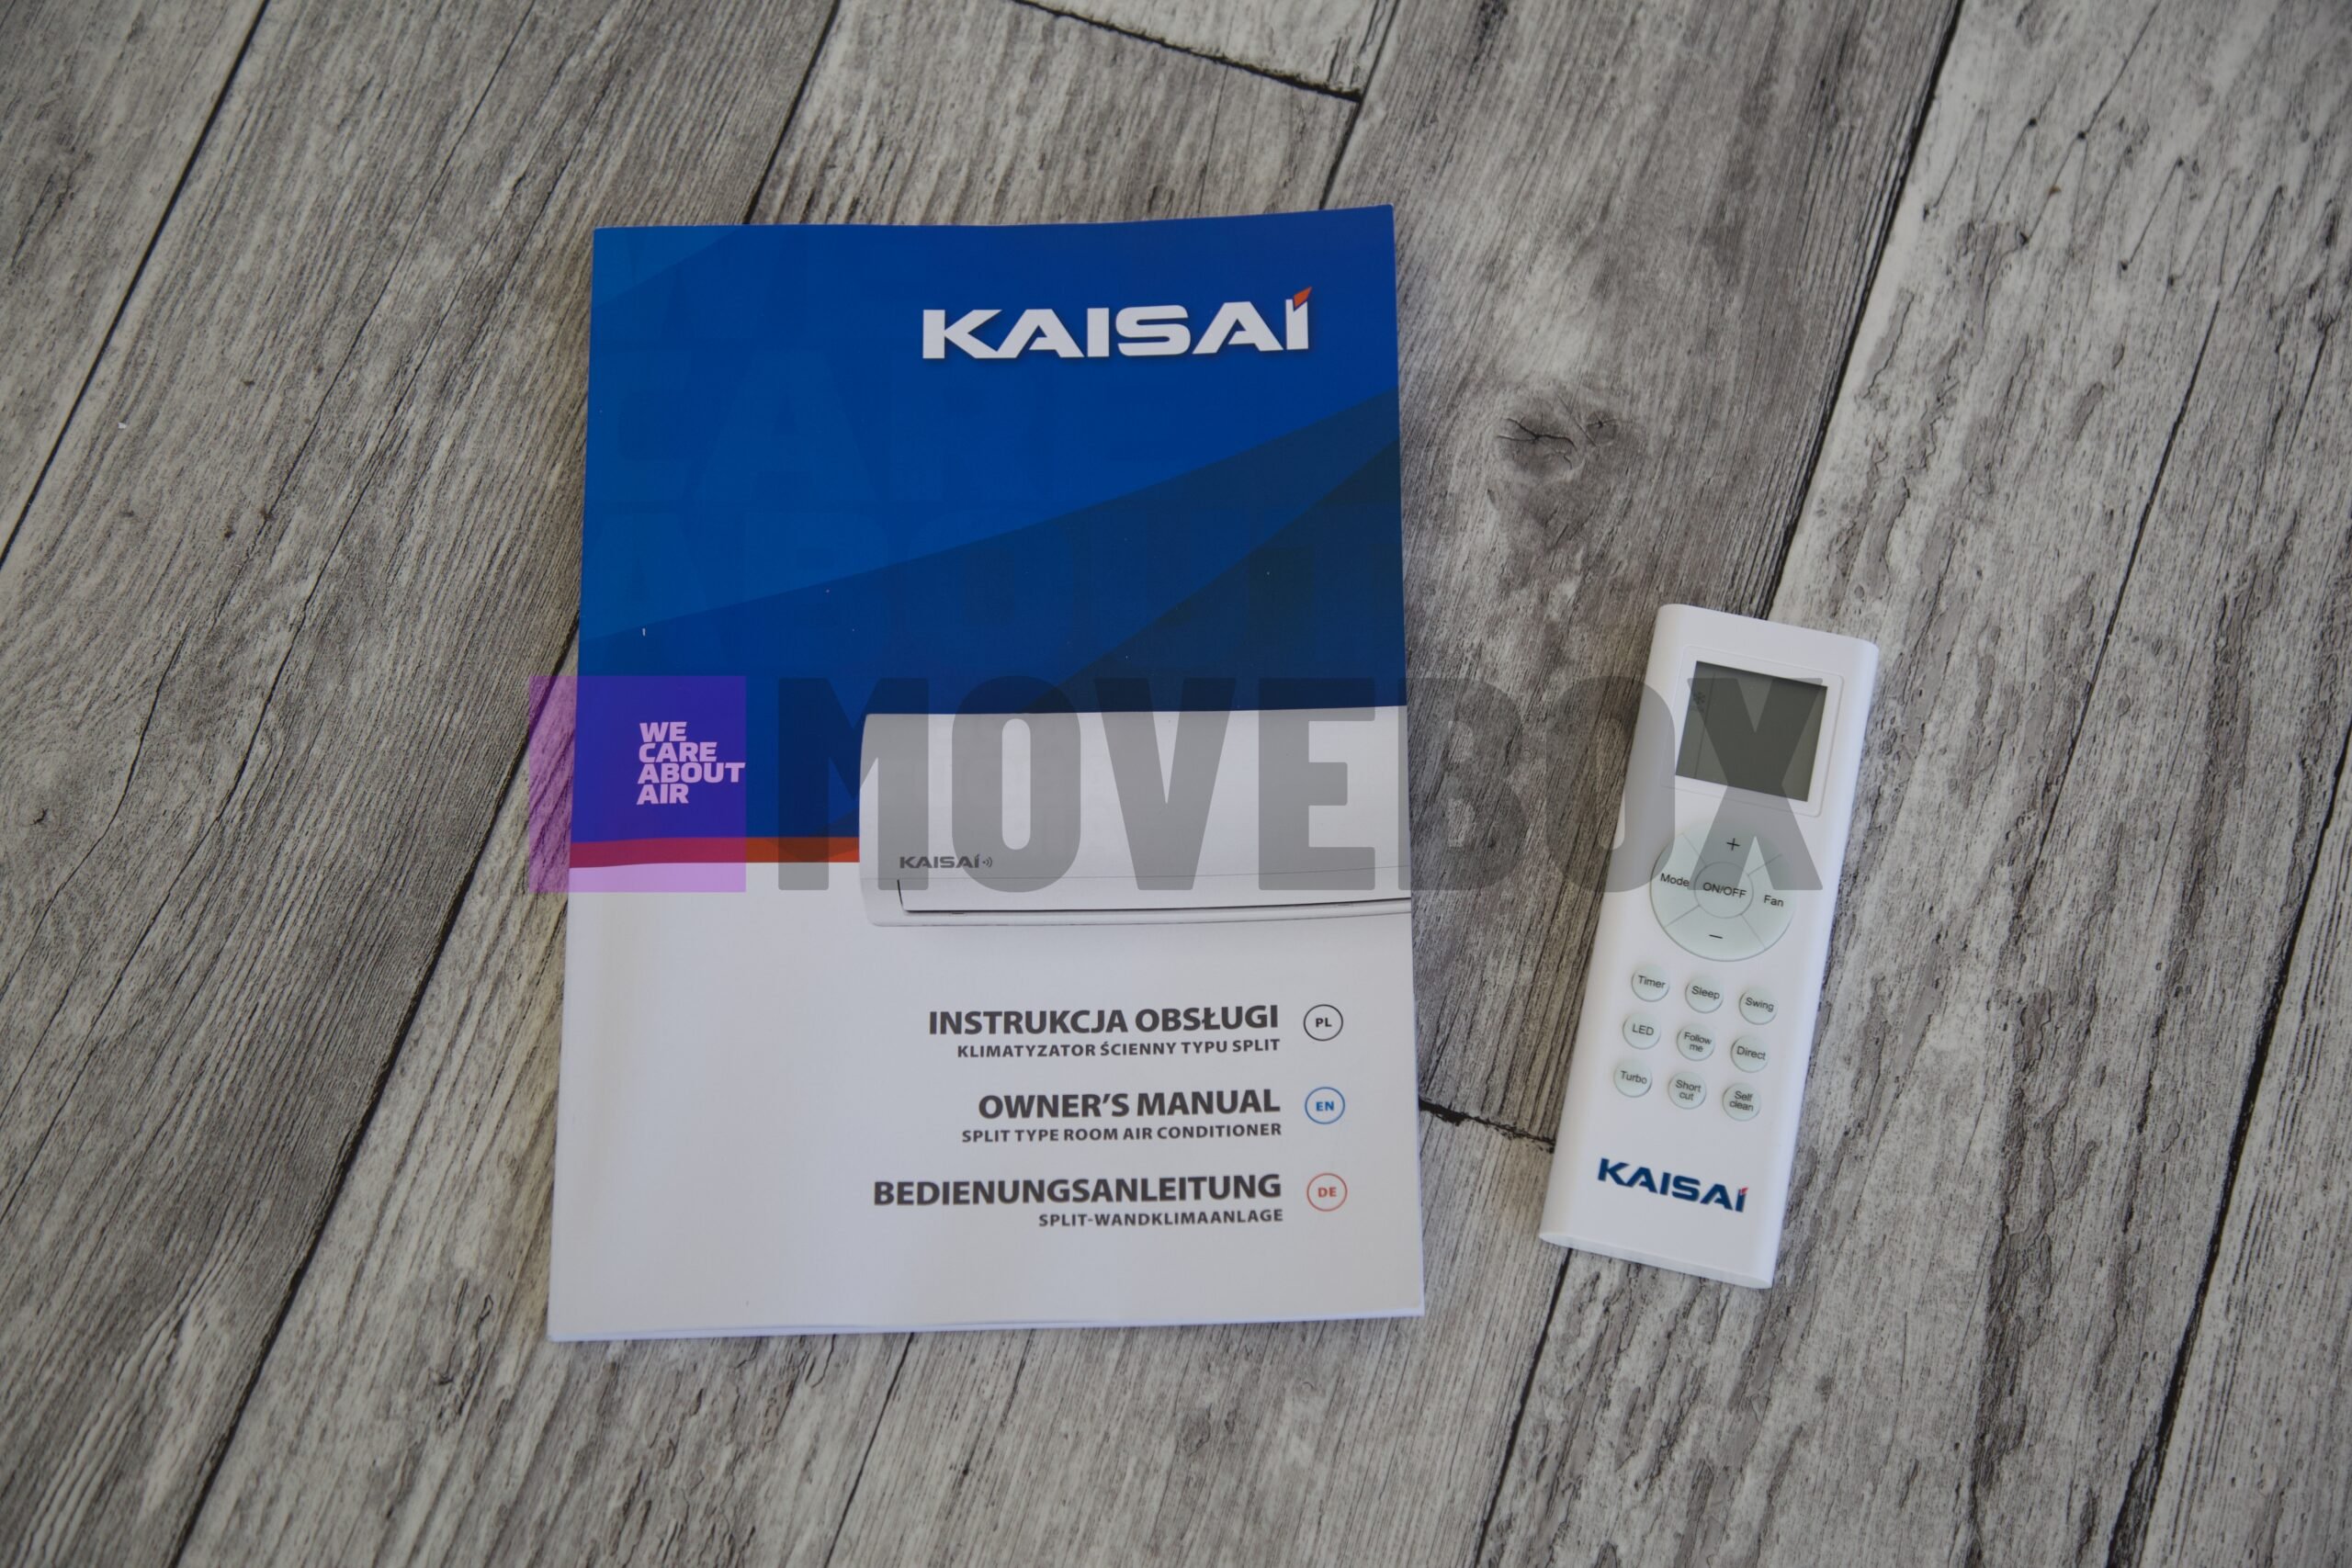 KAISAI
WE
CARE
ABOUT
AIR
MOVEBOX
KAISAI
INSTRUKCJA OBSŁUGI PL
KLIMATYZATOR ŚCIENNY TYPU SPLIT
OWNER'S MANUAL EN
SPLIT TYPE ROOM AIR CONDITIONER
BEDIENUNGSANLEITUNG DE
SPLIT-WANDKLIMAANLAGE
+
Mode ON/OFF Fan
−
Timer Sleep Swing
LED Follow me Direct
Turbo Short cut Self clean
KAISAI